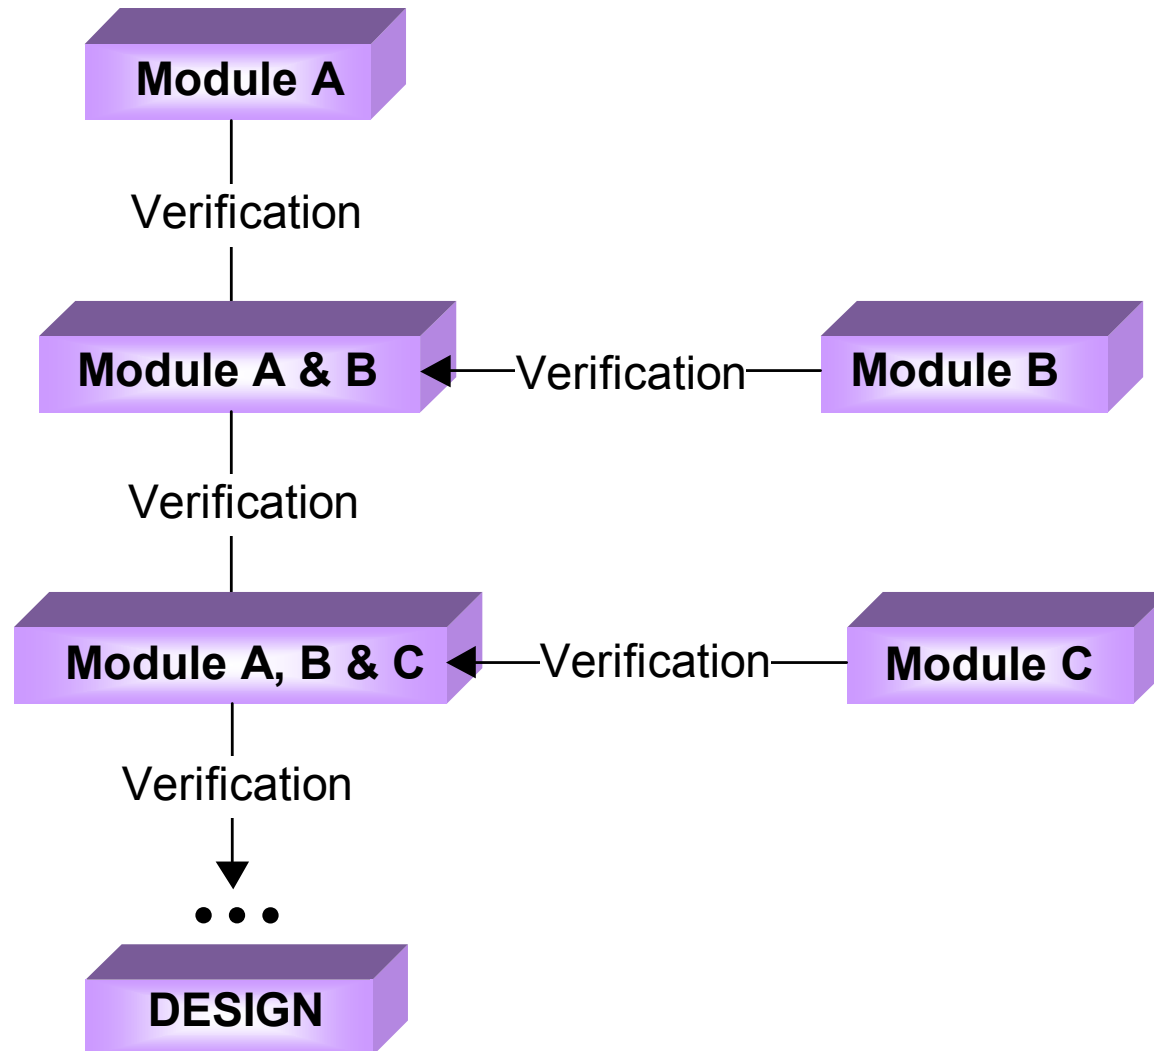 Module A
Verification
Module A & B
Verification
Module B
Verification
Module A, B & C
Verification
Module C
Verification
•••
DESIGN